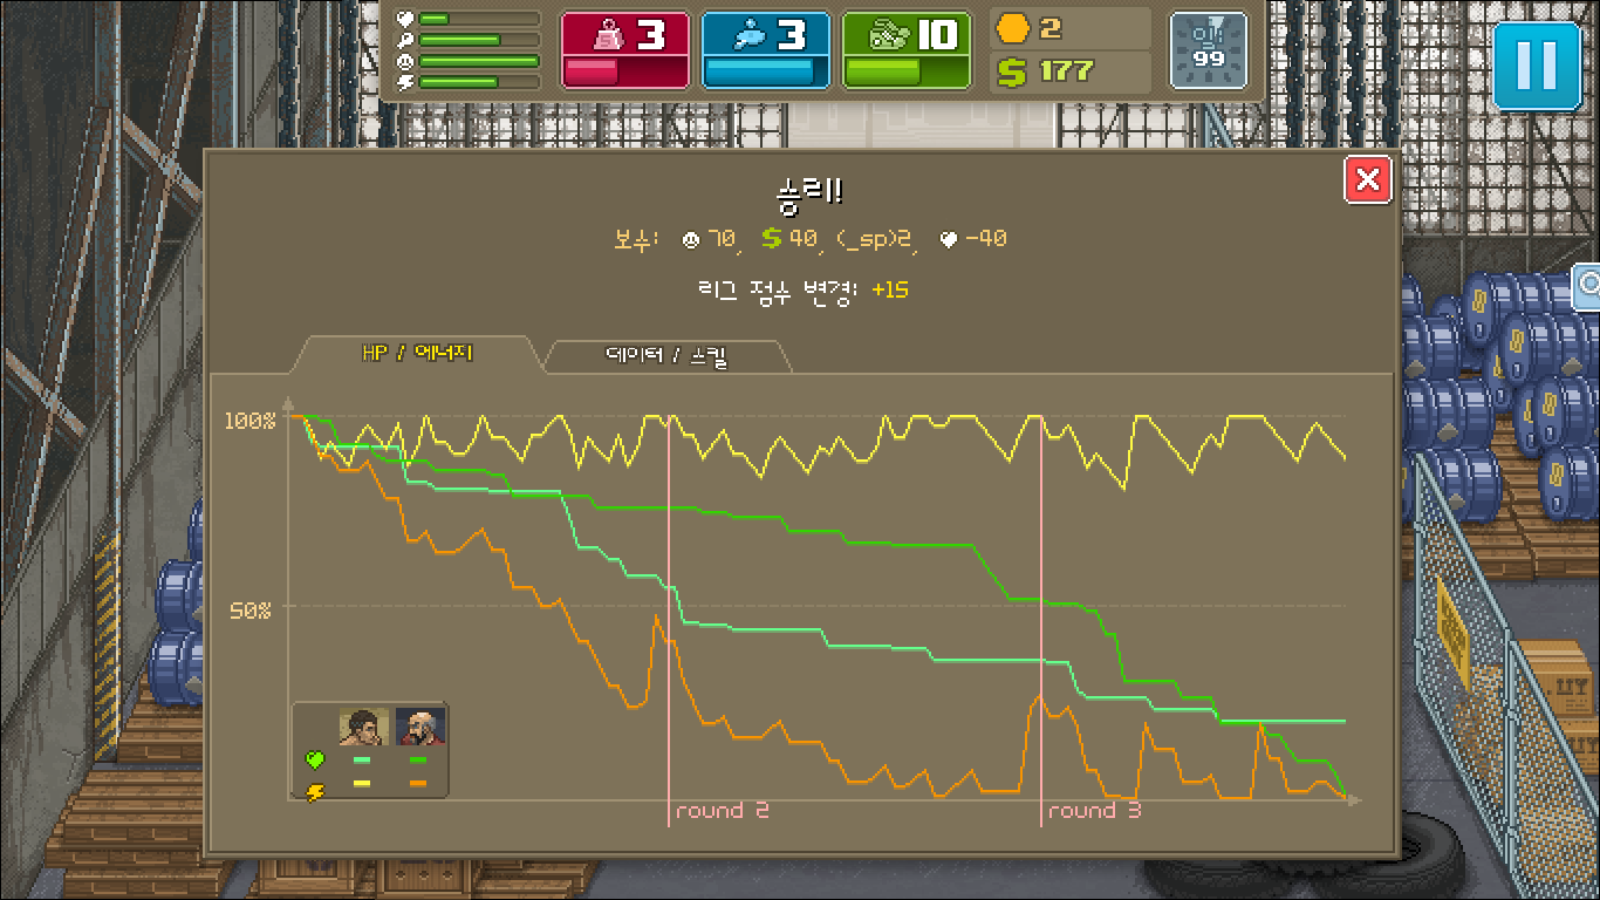 3 3 10 2
$ 177
99
승리!
보수: 70, $ 40, (_sp)2, -40
리그 점수 변경: +15
HP / 에너지 데이터 / 스킬
100%
50%
round 2 round 3